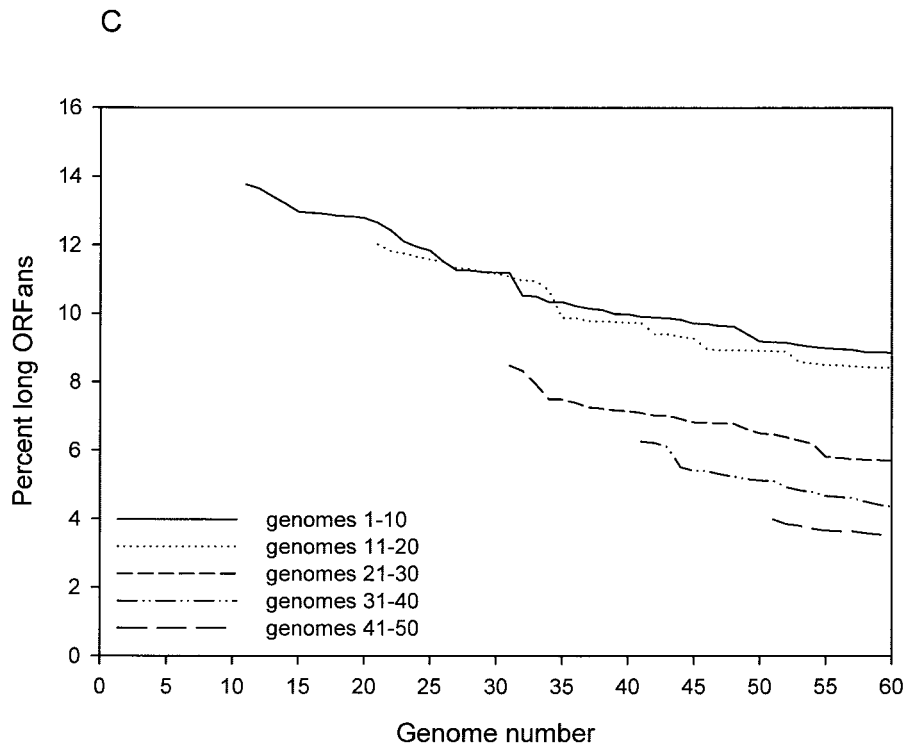 C
Percent long ORFans
16
14
12
10
8
6
4
2
0
genomes 1-10
genomes 11-20
genomes 21-30
genomes 31-40
genomes 41-50
0 5 10 15 20 25 30 35 40 45 50 55 60
Genome number